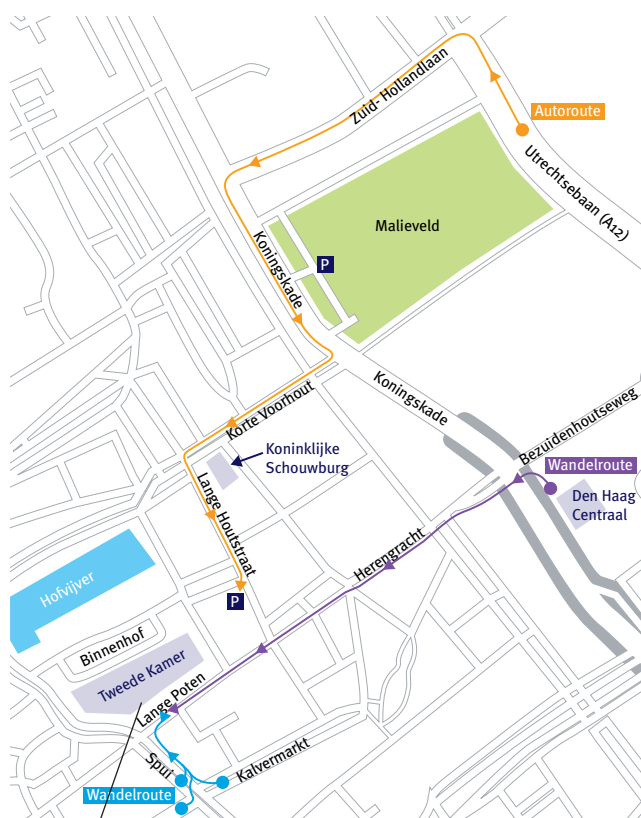 Zuid- Hollandlaan
Autoroute
Utrechtsebaan (A12)
Malieveld
P
Koningskade
Koningskade
Korte Voorhout
Bezuidenhoutseweg
Koninklijke
Schouwburg
Wandelroute
Den Haag
Centraal
Lange Houtstraat
Herengracht
Hofvijver
P
Binnenhof
Tweede Kamer
Lange Poten
Spui
Kalvermarkt
Wandelroute